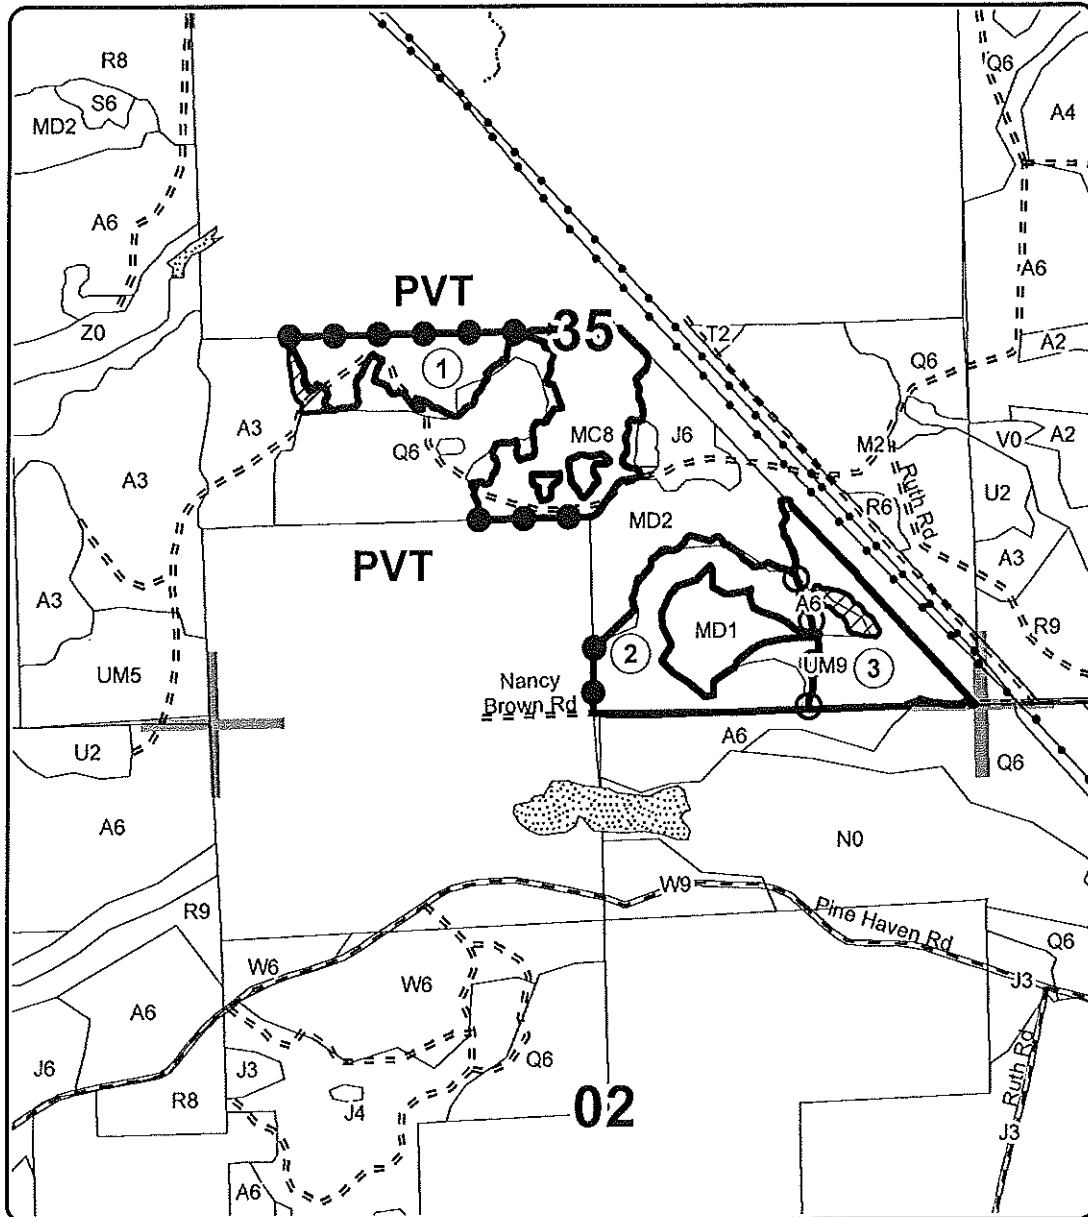 R8
S6
MD2
A6
Z0
Q6
A4
A6
A2
PVT
35
T2
Q6
1
A3
Q6
MC8
J6
M2
V0
A2
A3
U2
R6
Ruth Rd
MD2
A3
PVT
A3
A6
R9
MD1
UM5
2
UM9
3
Nancy
Brown Rd
U2
A6
Q6
A6
N0
W9
R9
Pine Haven Rd
Q6
W6
W6
J3
A6
J6
J3
Q6
Ruth Rd
R8
J4
02
J3
A6